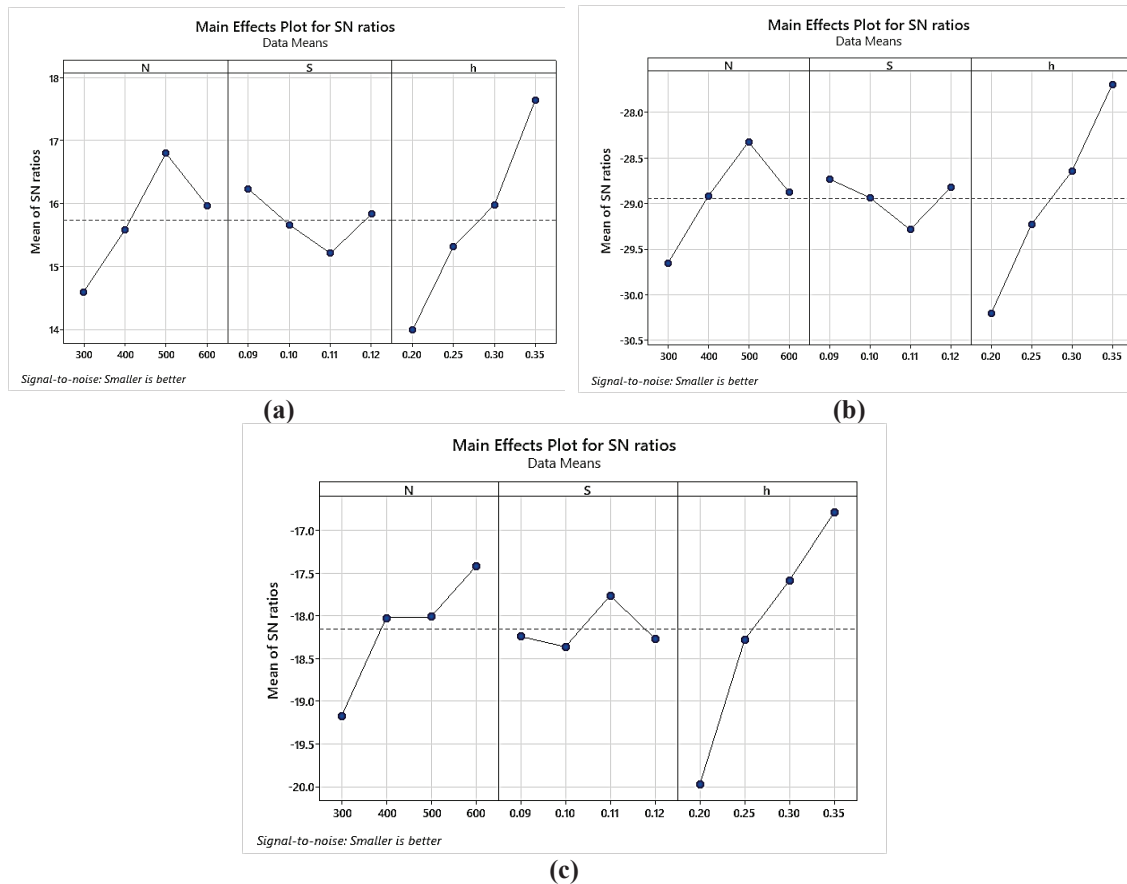 Main Effects Plot for SN ratios
Data Means
N S h
18
17
16
15
14
Mean of SN ratios
300 400 500 600 0.09 0.10 0.11 0.12 0.20 0.25 0.30 0.35
Signal-to-noise: Smaller is better
(a)
Main Effects Plot for SN ratios
Data Means
N S h
-28.0
-28.5
-29.0
-29.5
-30.0
-30.5
Mean of SN ratios
300 400 500 600 0.09 0.10 0.11 0.12 0.20 0.25 0.30 0.35
Signal-to-noise: Smaller is better
(b)
Main Effects Plot for SN ratios
Data Means
N S h
-17.0
-17.5
-18.0
-18.5
-19.0
-19.5
-20.0
Mean of SN ratios
300 400 500 600 0.09 0.10 0.11 0.12 0.20 0.25 0.30 0.35
Signal-to-noise: Smaller is better
(c)